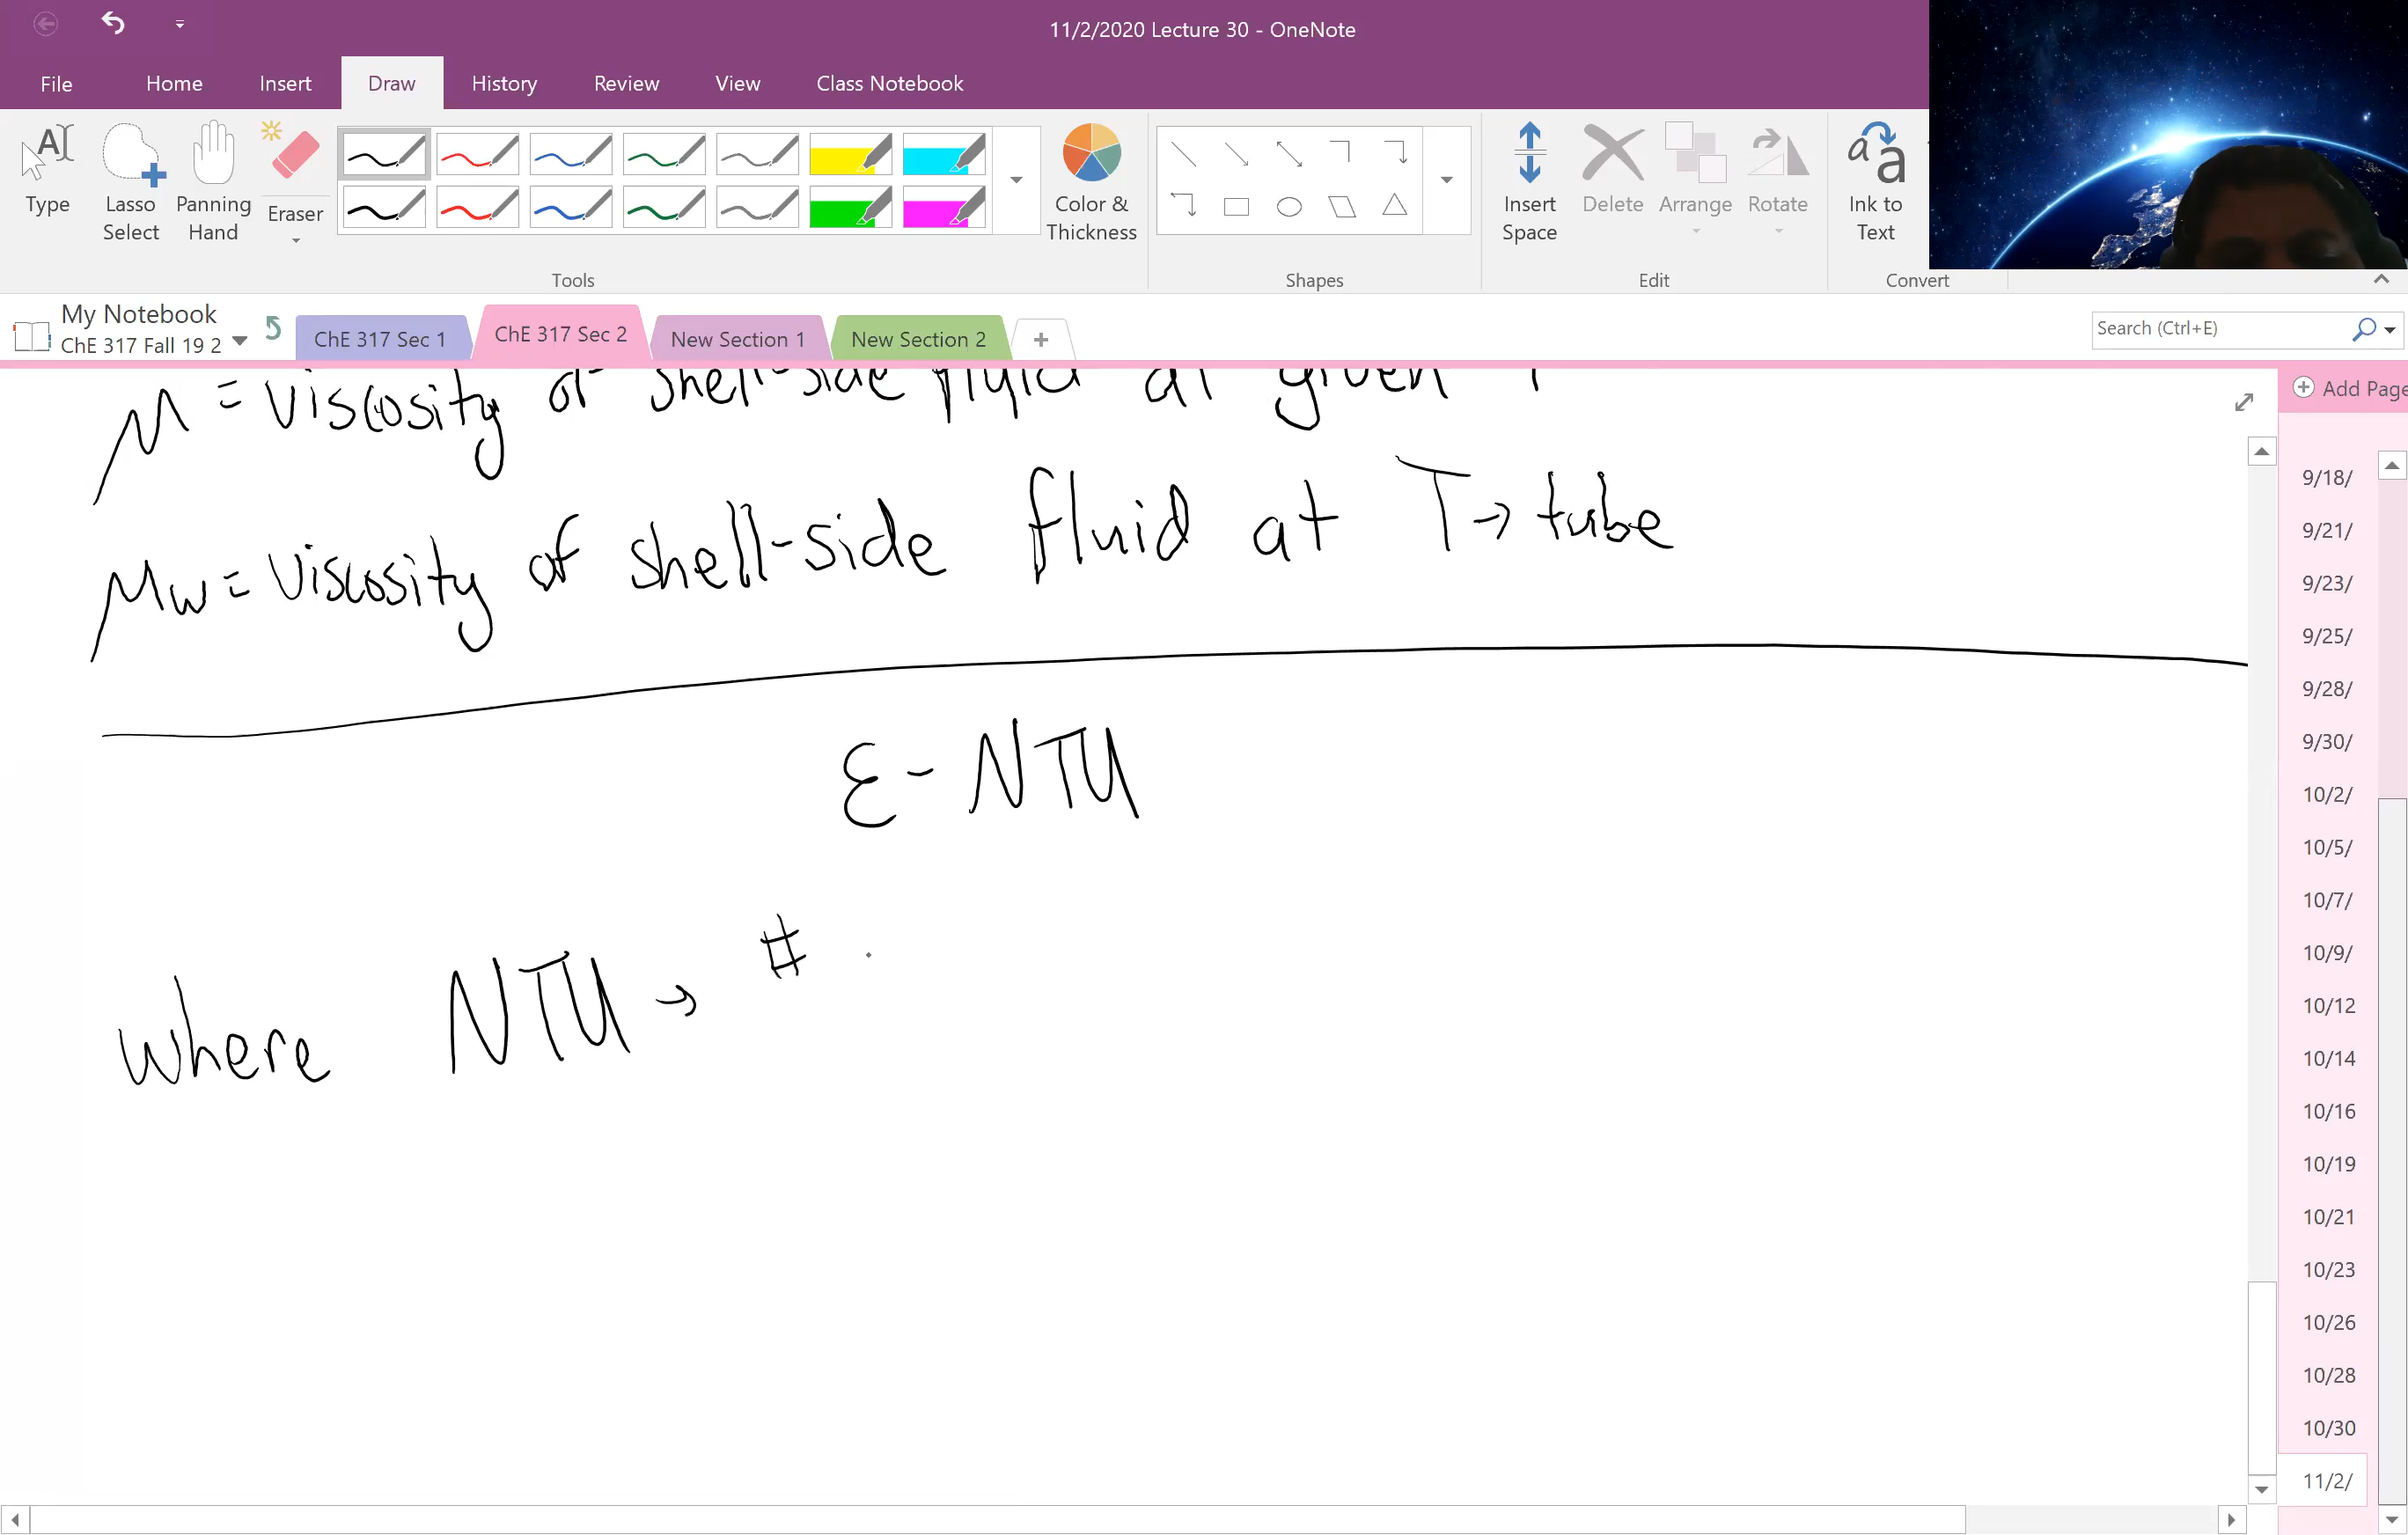 11/2/2020 Lecture 30 - OneNote
File Home Insert Draw History Review View Class Notebook
Type Lasso Select Panning Hand Eraser Color & Thickness Insert Space Delete Arrange Rotate Ink to Text
Tools Shapes Edit Convert
My Notebook
ChE 317 Fall 19 2
ChE 317 Sec 1 ChE 317 Sec 2 New Section 1 New Section 2 +
Search (Ctrl+E)
Add Page
μ = viscosity of shell-side fluid at given T
μw = viscosity of shell-side fluid at T → tube
ε - NTU
where NTU → #
9/18/
9/21/
9/23/
9/25/
9/28/
9/30/
10/2/
10/5/
10/7/
10/9/
10/12
10/14
10/16
10/19
10/21
10/23
10/26
10/28
10/30
11/2/